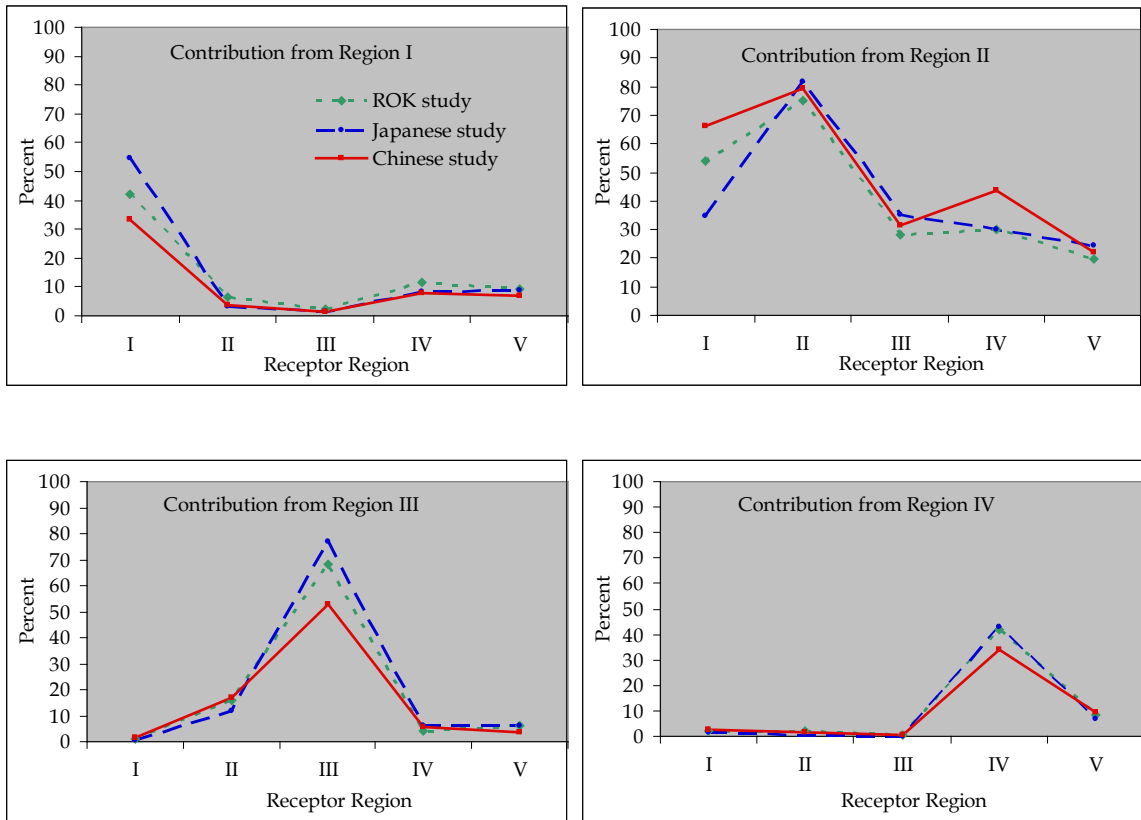 Contribution from Region I
ROK study
Japanese study
Chinese study
Percent
100
90
80
70
60
50
40
30
20
10
0
I II III IV V
Receptor Region
Contribution from Region II
Percent
100
90
80
70
60
50
40
30
20
10
0
I II III IV V
Receptor Region
Contribution from Region III
Percent
100
90
80
70
60
50
40
30
20
10
0
I II III IV V
Receptor Region
Contribution from Region IV
Percent
100
90
80
70
60
50
40
30
20
10
0
I II III IV V
Receptor Region